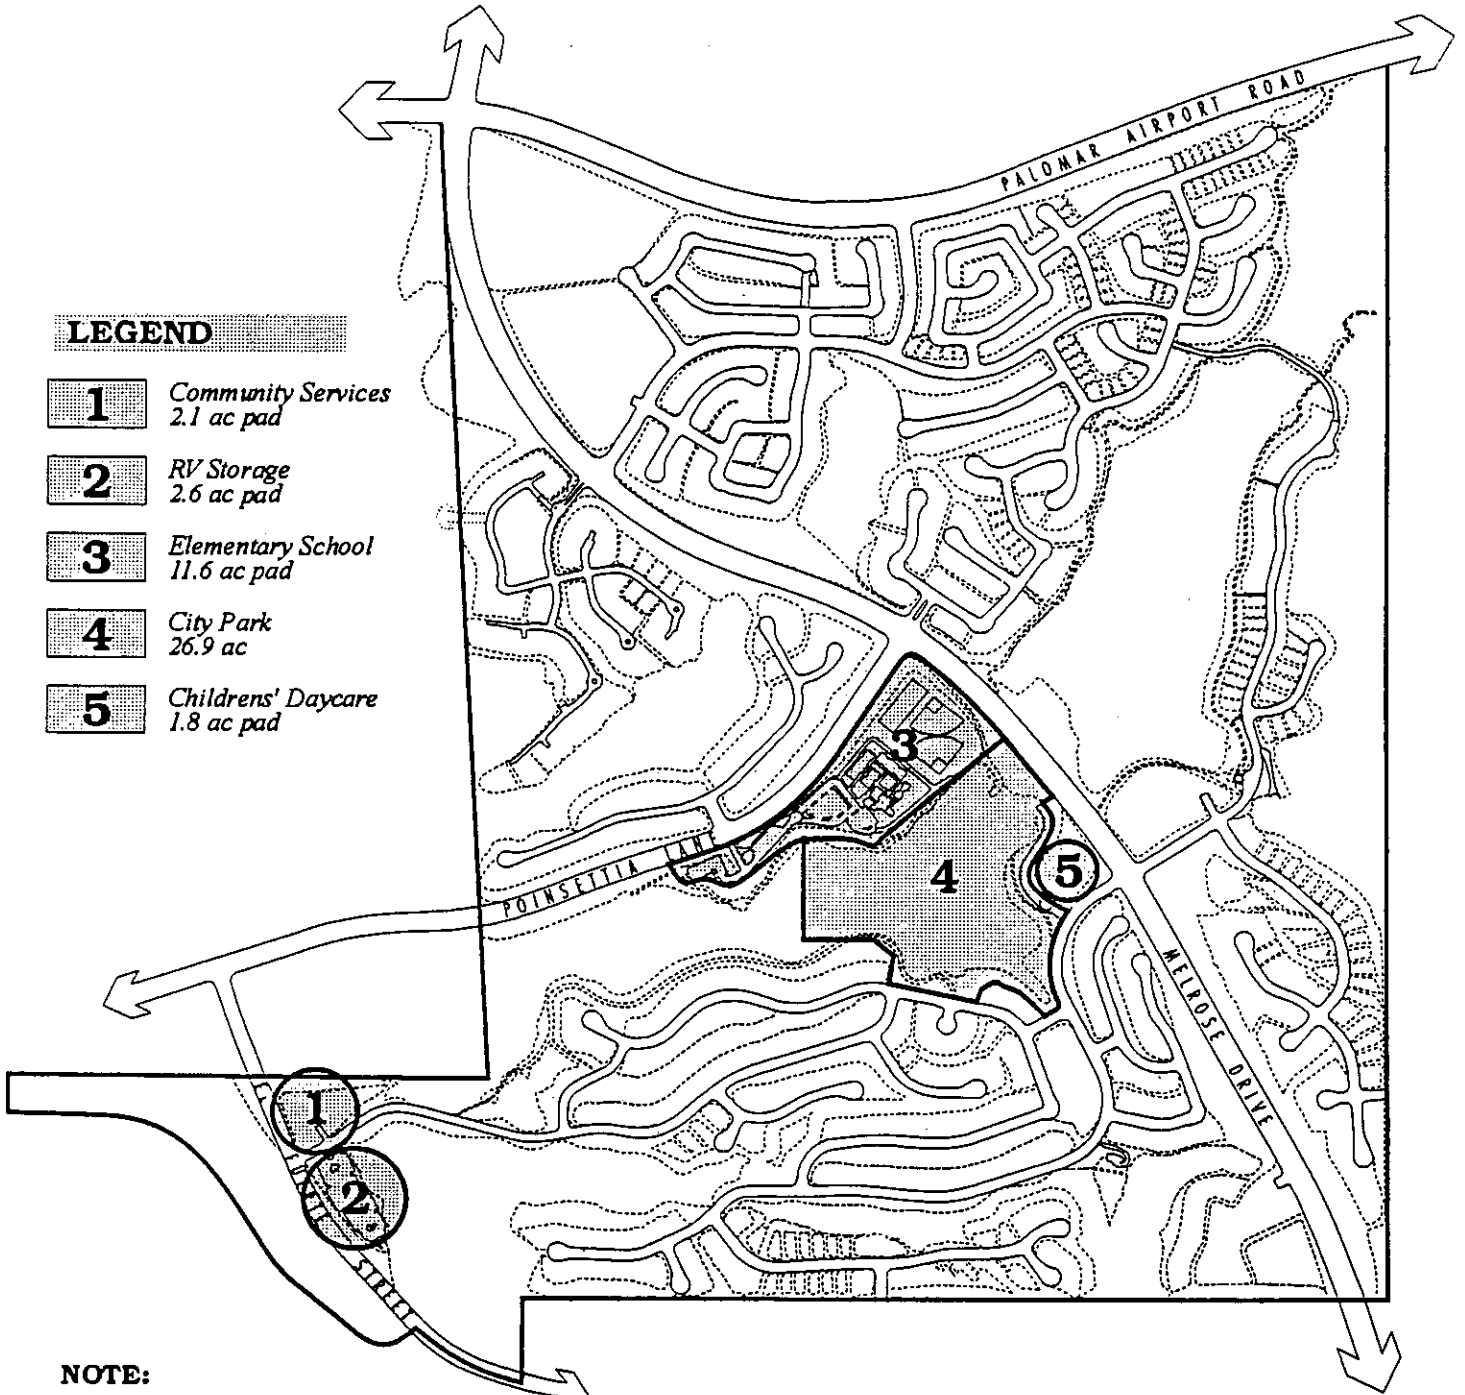 PALOMAR AIRPORT ROAD
LEGEND
1 Community Services
2.1 ac pad
2 RV Storage
2.6 ac pad
3 Elementary School
11.6 ac pad
4 City Park
26.9 ac
5 Childrens' Daycare
1.8 ac pad
3
4
5
POINSETTIA LANE
MELROSE DRIVE
1
2
STREET
NOTE: